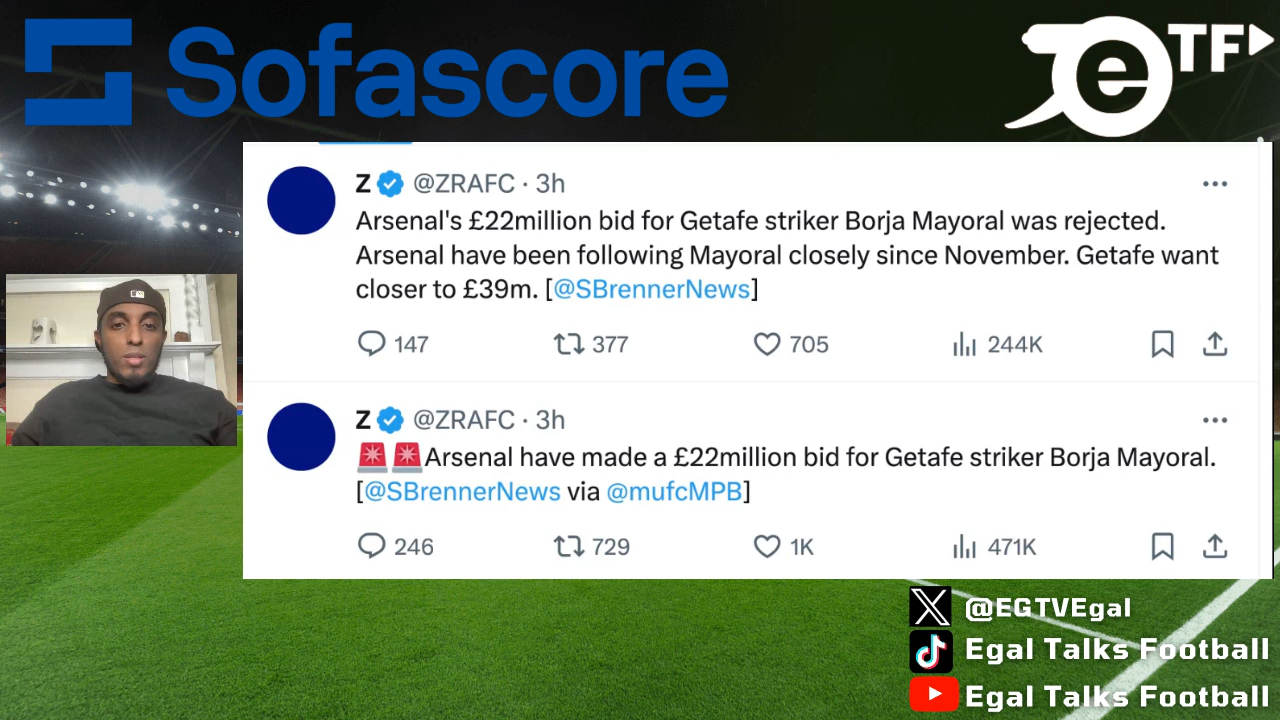 Sofascore
eTF
Z @ZRAFC · 3h
Arsenal's £22million bid for Getafe striker Borja Mayoral was rejected.
Arsenal have been following Mayoral closely since November. Getafe want
closer to £39m. [@SBrennerNews]
147 377 705 244K
Z @ZRAFC · 3h
🚨🚨Arsenal have made a £22million bid for Getafe striker Borja Mayoral.
[@SBrennerNews via @mufcMPB]
246 729 1K 471K
@EGTVEgal
Egal Talks Football
Egal Talks Football